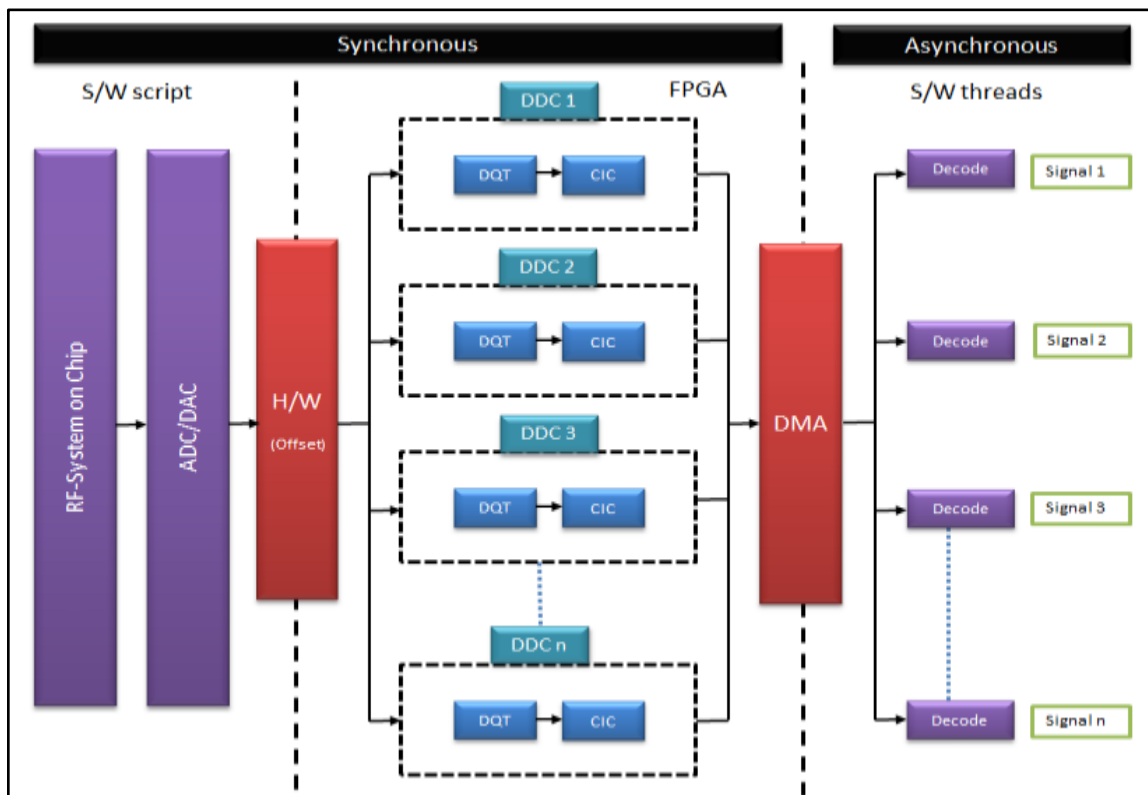 Synchronous
Asynchronous
S/W script
FPGA
S/W threads
RF-System on Chip
ADC/DAC
H/W
(Offset)
DDC 1
DQT
CIC
DDC 2
DQT
CIC
DDC 3
DQT
CIC
DDC n
DQT
CIC
DMA
Decode
Signal 1
Decode
Signal 2
Decode
Signal 3
Decode
Signal n